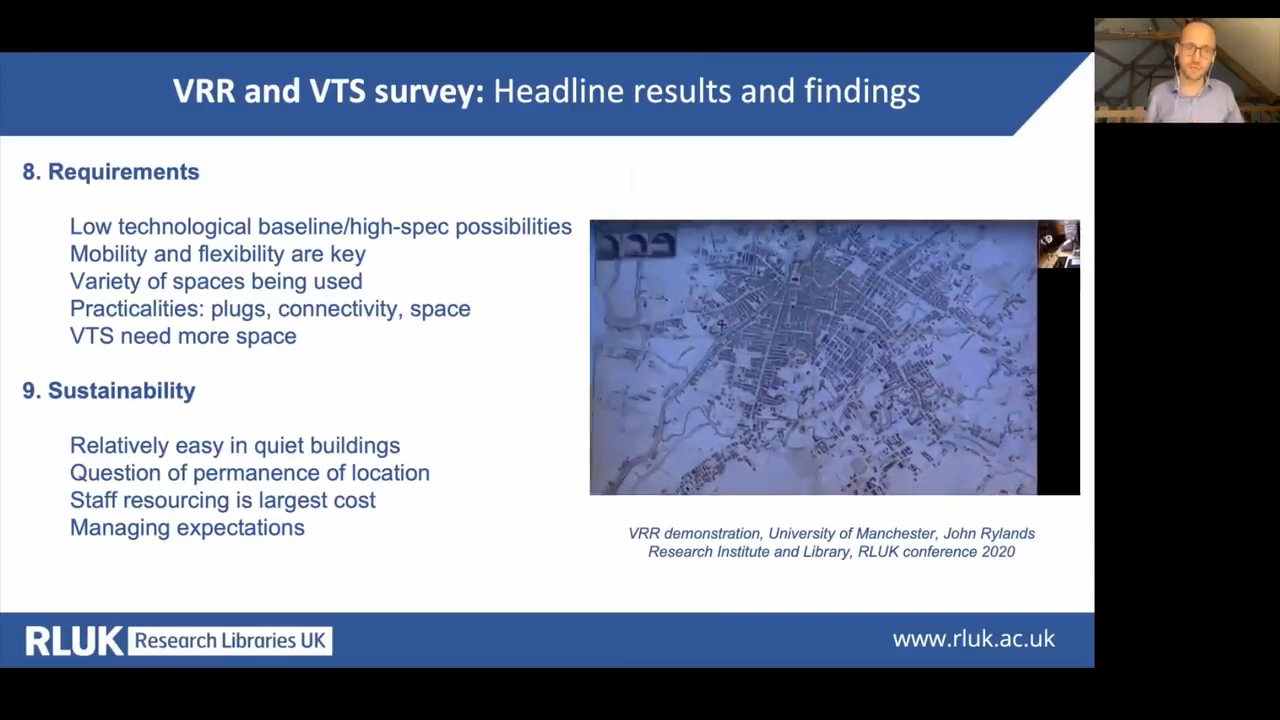 VRR and VTS survey: Headline results and findings
8. Requirements
Low technological baseline/high-spec possibilities
Mobility and flexibility are key
Variety of spaces being used
Practicalities: plugs, connectivity, space
VTS need more space
9. Sustainability
Relatively easy in quiet buildings
Question of permanence of location
Staff resourcing is largest cost
Managing expectations
VRR demonstration, University of Manchester, John Rylands
Research Institute and Library, RLUK conference 2020
RLUK Research Libraries UK
www.rluk.ac.uk